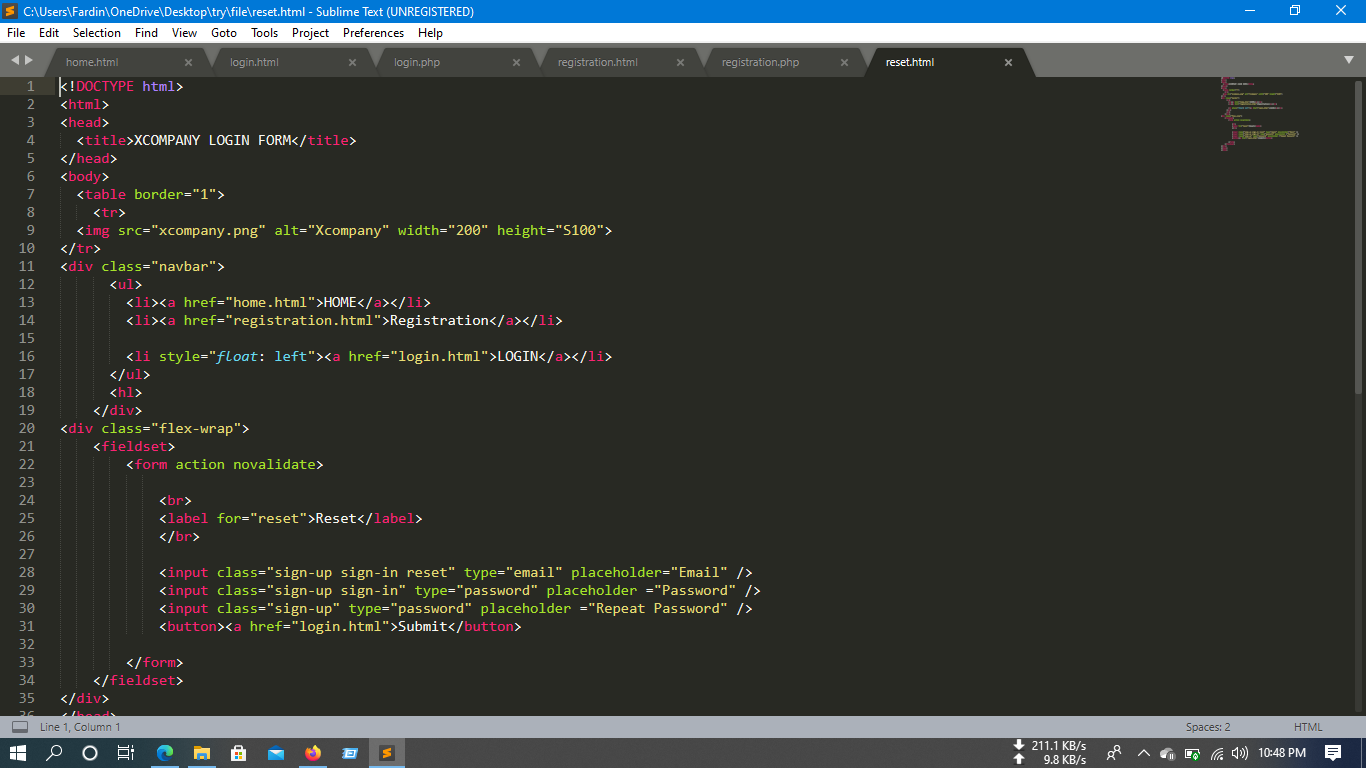 C:\Users\Fardin\OneDrive\Desktop\try\file\reset.html - Sublime Text (UNREGISTERED)
File Edit Selection Find View Goto Tools Project Preferences Help
home.html login.html login.php registration.html registration.php reset.html
1 <!DOCTYPE html>
2 <html>
3 <head>
4 <title>XCOMPANY LOGIN FORM</title>
5 </head>
6 <body>
7 <table border="1">
8 <tr>
9 <img src="xcompany.png" alt="Xcompany" width="200" height="S100">
10 </tr>
11 <div class="navbar">
12 <ul>
13 <li><a href="home.html">HOME</a></li>
14 <li><a href="registration.html">Registration</a></li>
15
16 <li style="float: left"><a href="login.html">LOGIN</a></li>
17 </ul>
18 <hl>
19 </div>
20 <div class="flex-wrap">
21 <fieldset>
22 <form action novalidate>
23
24 <br>
25 <label for="reset">Reset</label>
26 </br>
27
28 <input class="sign-up sign-in reset" type="email" placeholder="Email" />
29 <input class="sign-up sign-in" type="password" placeholder ="Password" />
30 <input class="sign-up" type="password" placeholder ="Repeat Password" />
31 <button><a href="login.html">Submit</button>
32
33 </form>
34 </fieldset>
35 </div>
36 </head>
Line 1, Column 1 Spaces: 2 HTML
211.1 KB/s
9.8 KB/s
10:48 PM